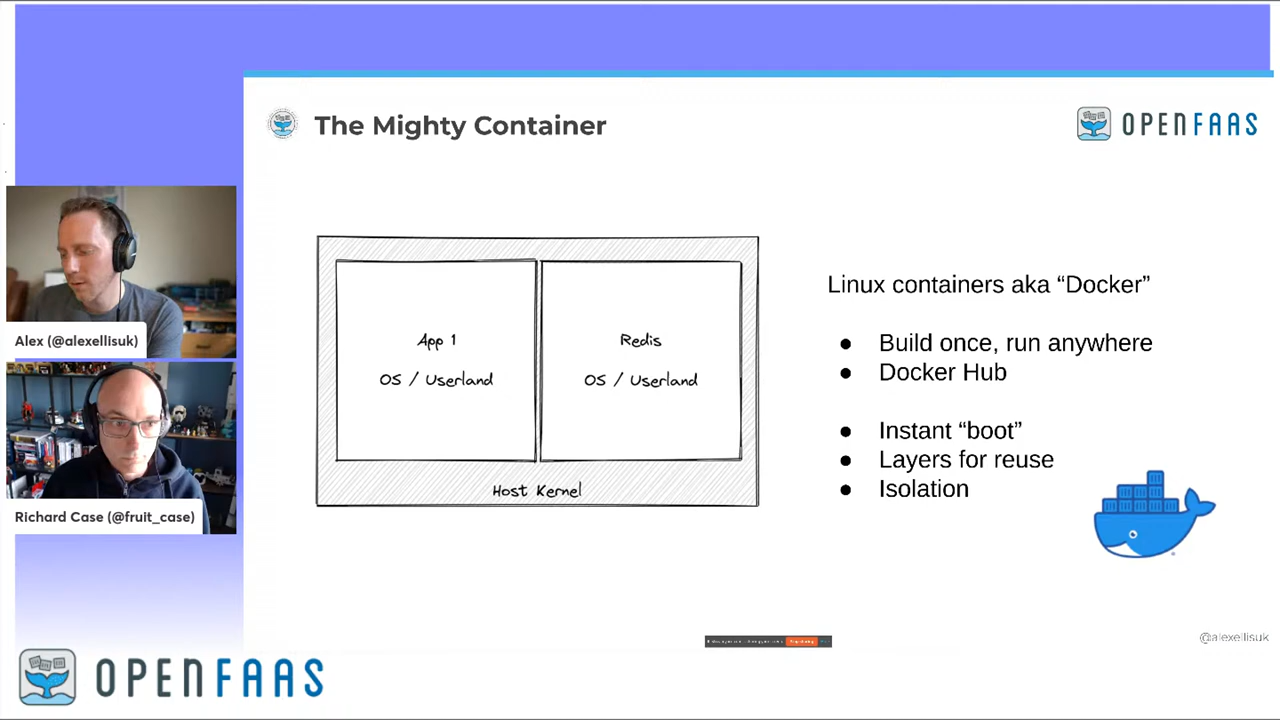 The Mighty Container
OPENFAAS
App 1
OS / Userland
Redis
OS / Userland
Host Kernel
Linux containers aka “Docker”
● Build once, run anywhere
● Docker Hub
● Instant “boot”
● Layers for reuse
● Isolation
Alex (@alexellisuk)
Richard Case (@fruit_case)
@alexellisuk
OPENFAAS